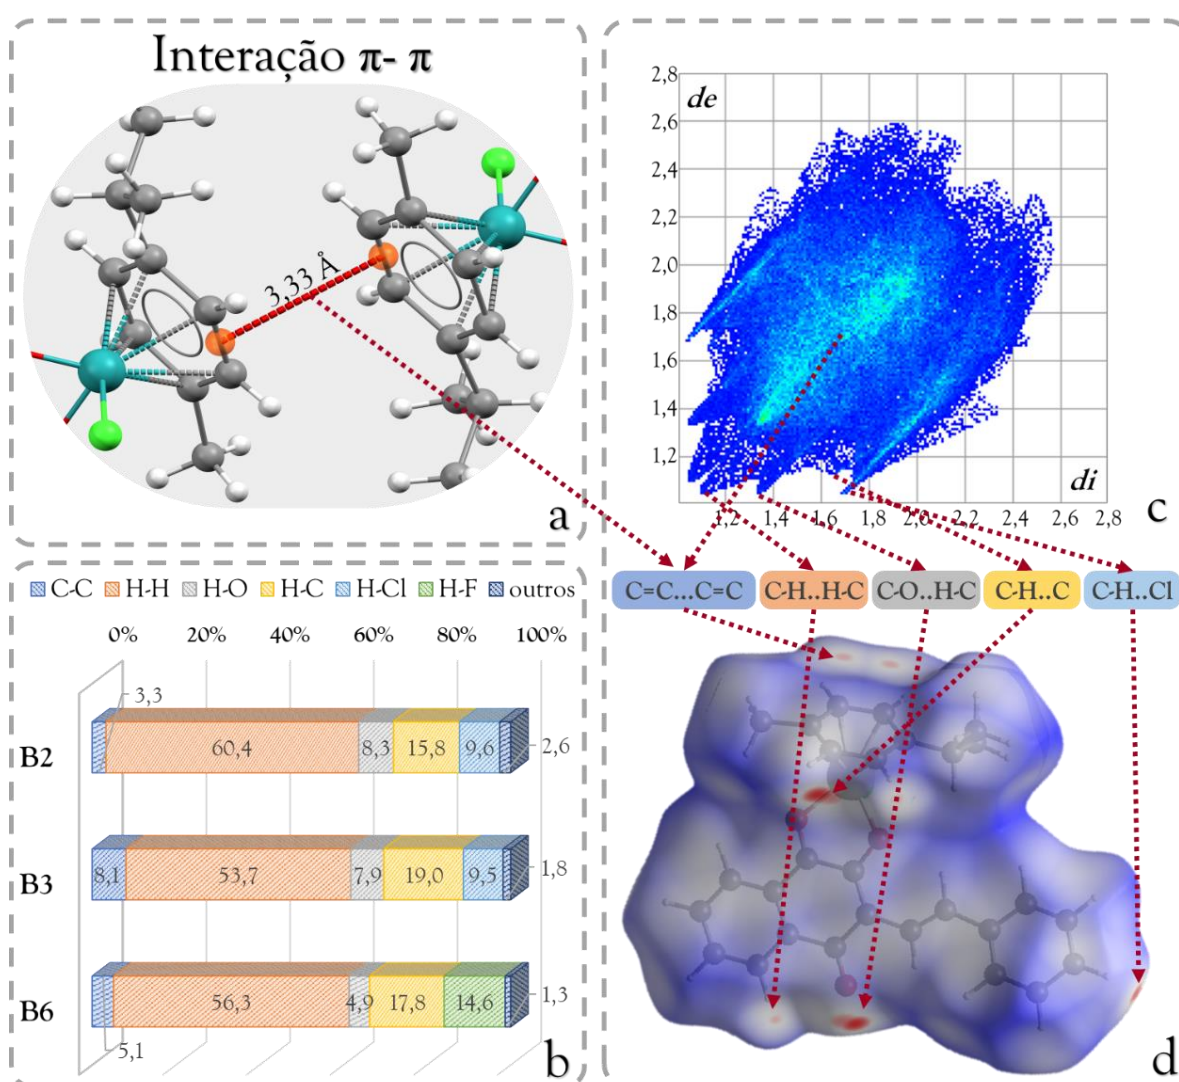 Interação π- π
3,33 Å
a
C-C H-H H-O H-C H-Cl H-F outros
0% 20% 40% 60% 80% 100%
3,3
B2 60,4 8,3 15,8 9,6 2,6
B3 8,1 53,7 7,9 19,0 9,5 1,8
B6 56,3 4,9 17,8 14,6 1,3
5,1
b
2,8
de
2,6
2,4
2,2
2,0
1,8
1,6
1,4
1,2
di
1,2 1,4 1,6 1,8 2,0 2,2 2,4 2,6 2,8
c
C=C...C=C C-H..H-C C-O..H-C C-H..C C-H..Cl
d